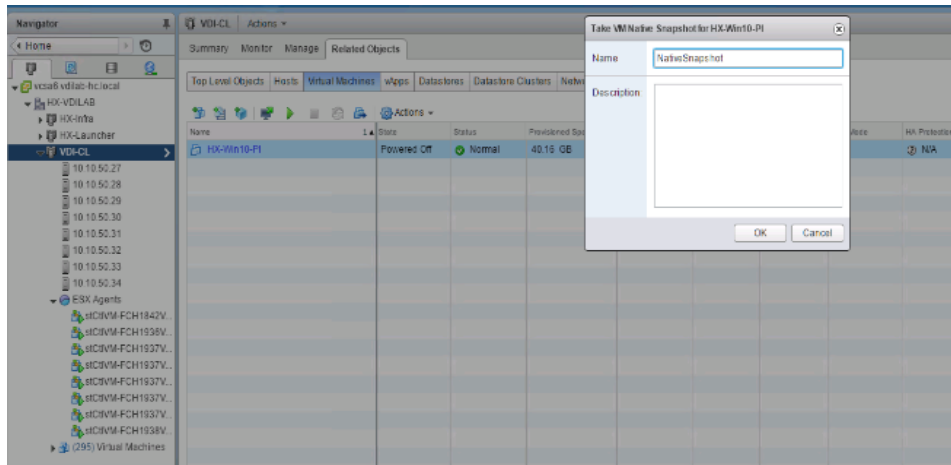 Navigator
VDI-CL Actions
Take VM Native Snapshot for HX-Win10-PI
Home
Summary Monitor Manage Related Objects
Name NativeSnapshot
Top Level Objects Hosts Virtual Machines vApps Datastores Datastore Clusters
Description
vcsa6.vdilab-hc.local
HX-VDILAB
HX-Infra
Actions
HX-Launcher
Name 1 State Status Provisioned Mode
VDI-CL
HX-Win10-PI Powered Off Normal 40.16 GB N/A
10.10.50.27
10.10.50.28
10.10.50.29
10.10.50.30
OK Cancel
10.10.50.31
10.10.50.32
10.10.50.33
10.10.50.34
ESX Agents
stCtlVM-FCH1842V...
stCtlVM-FCH1936V...
stCtlVM-FCH1937V...
stCtlVM-FCH1937V...
stCtlVM-FCH1937V...
stCtlVM-FCH1937V...
stCtlVM-FCH1937V...
stCtlVM-FCH1938V...
(295) Virtual Machines